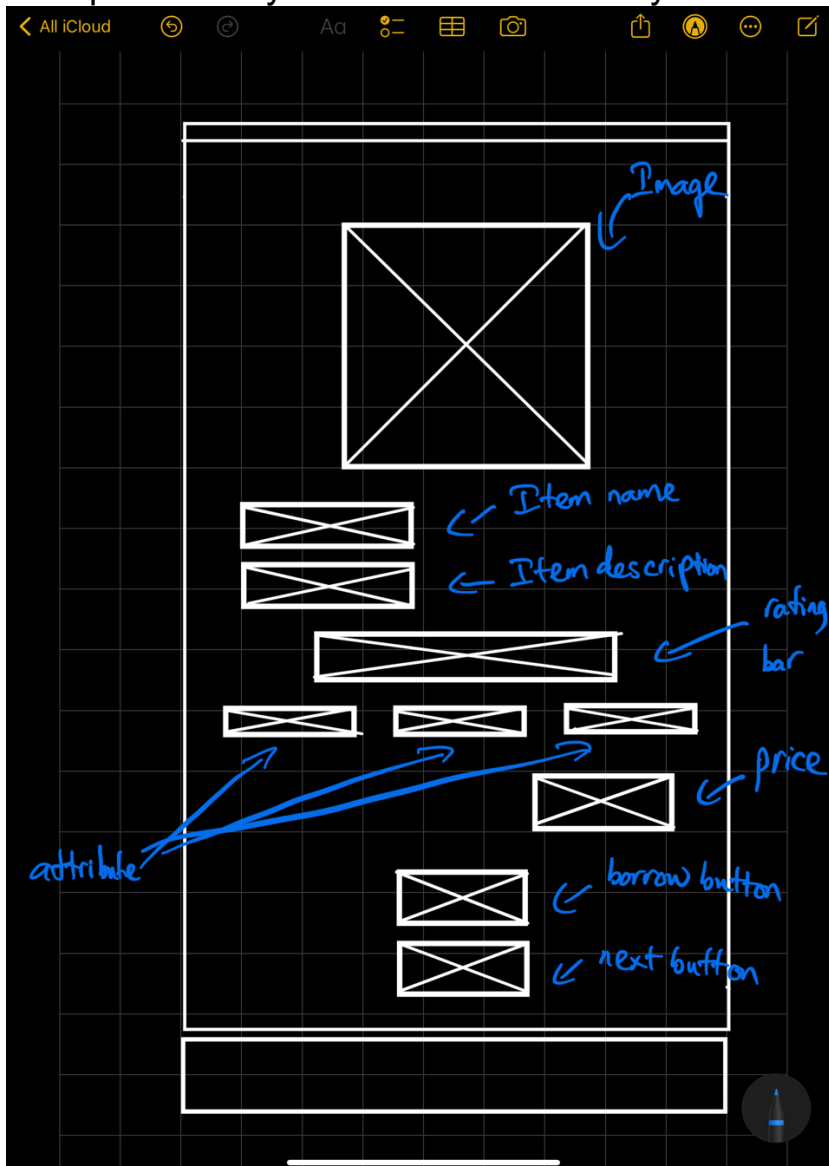 All iCloud
Aa
Image
Item name
Item description
rating
bar
price
attribute
borrow button
next button